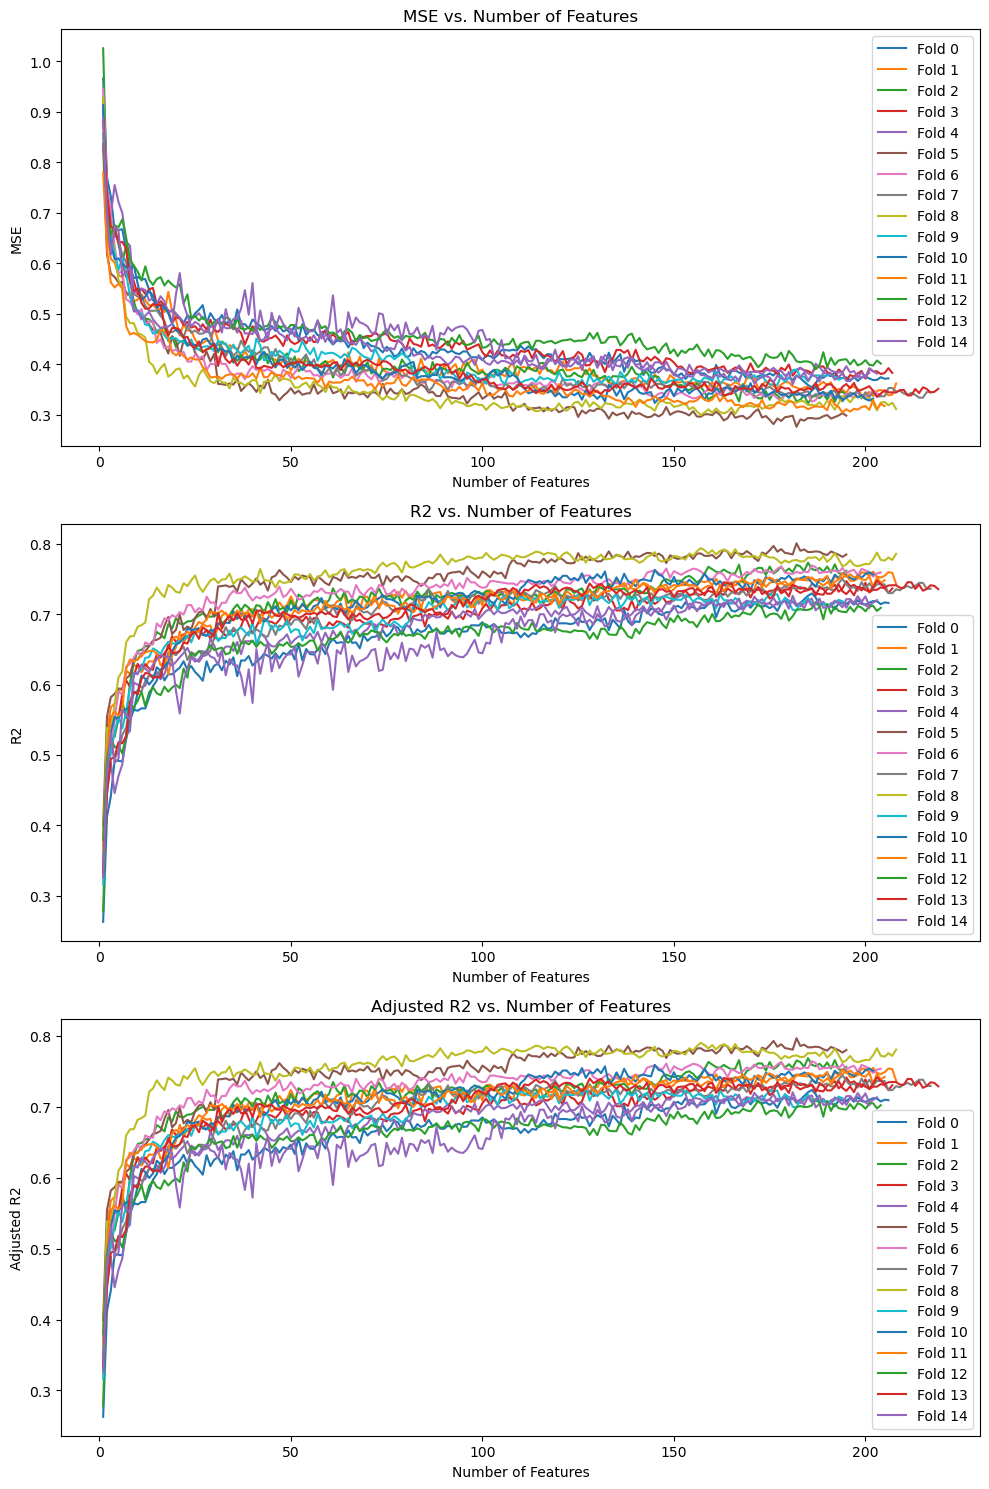 MSE vs. Number of Features
1.0
0.9
0.8
0.7
0.6
0.5
0.4
0.3
MSE
0 50 100 150 200
Number of Features
Fold 0
Fold 1
Fold 2
Fold 3
Fold 4
Fold 5
Fold 6
Fold 7
Fold 8
Fold 9
Fold 10
Fold 11
Fold 12
Fold 13
Fold 14
R2 vs. Number of Features
0.8
0.7
0.6
0.5
0.4
0.3
R2
0 50 100 150 200
Number of Features
Fold 0
Fold 1
Fold 2
Fold 3
Fold 4
Fold 5
Fold 6
Fold 7
Fold 8
Fold 9
Fold 10
Fold 11
Fold 12
Fold 13
Fold 14
Adjusted R2 vs. Number of Features
0.8
0.7
0.6
0.5
0.4
0.3
Adjusted R2
0 50 100 150 200
Number of Features
Fold 0
Fold 1
Fold 2
Fold 3
Fold 4
Fold 5
Fold 6
Fold 7
Fold 8
Fold 9
Fold 10
Fold 11
Fold 12
Fold 13
Fold 14